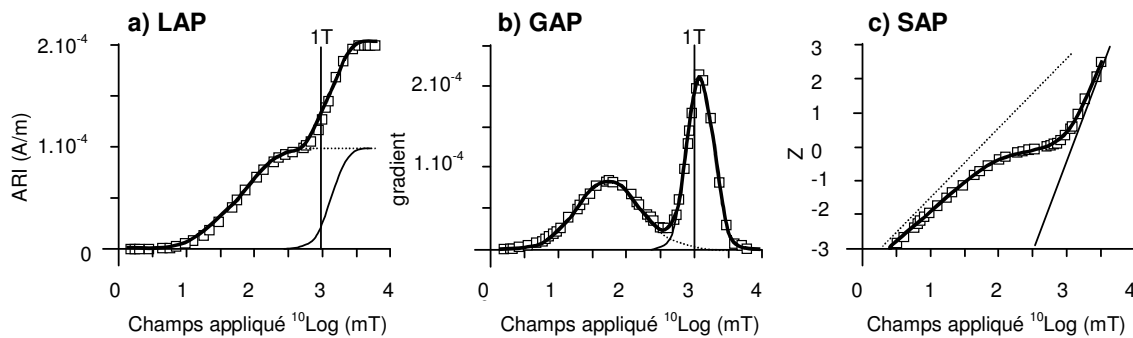 a) LAP
b) GAP
c) SAP
1T
1T
2.10⁻⁴
1.10⁻⁴
0
ARI (A/m)
0 1 2 3 4
Champs appliqué ¹⁰Log (mT)
2.10⁻⁴
1.10⁻⁴
gradient
0 1 2 3 4
Champs appliqué ¹⁰Log (mT)
3
2
1
0
-1
-2
-3
Z
0 1 2 3 4
Champs appliqué ¹⁰Log (mT)